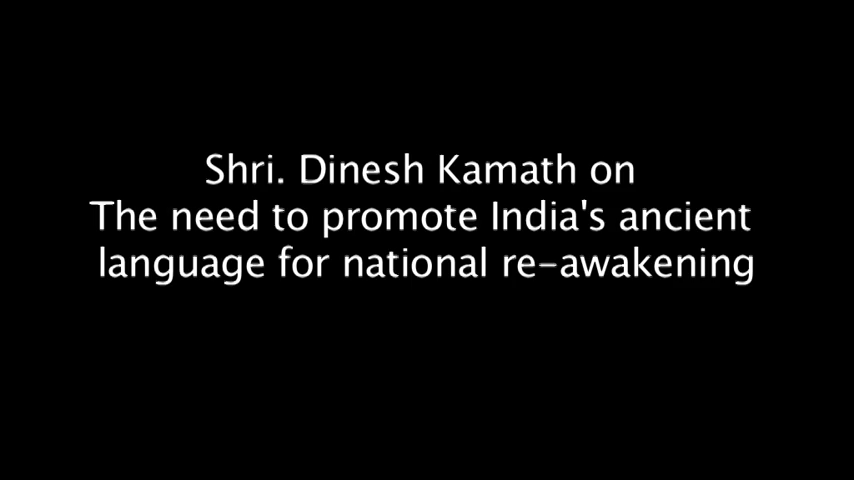 Shri. Dinesh Kamath on
The need to promote India's ancient
language for national re-awakening